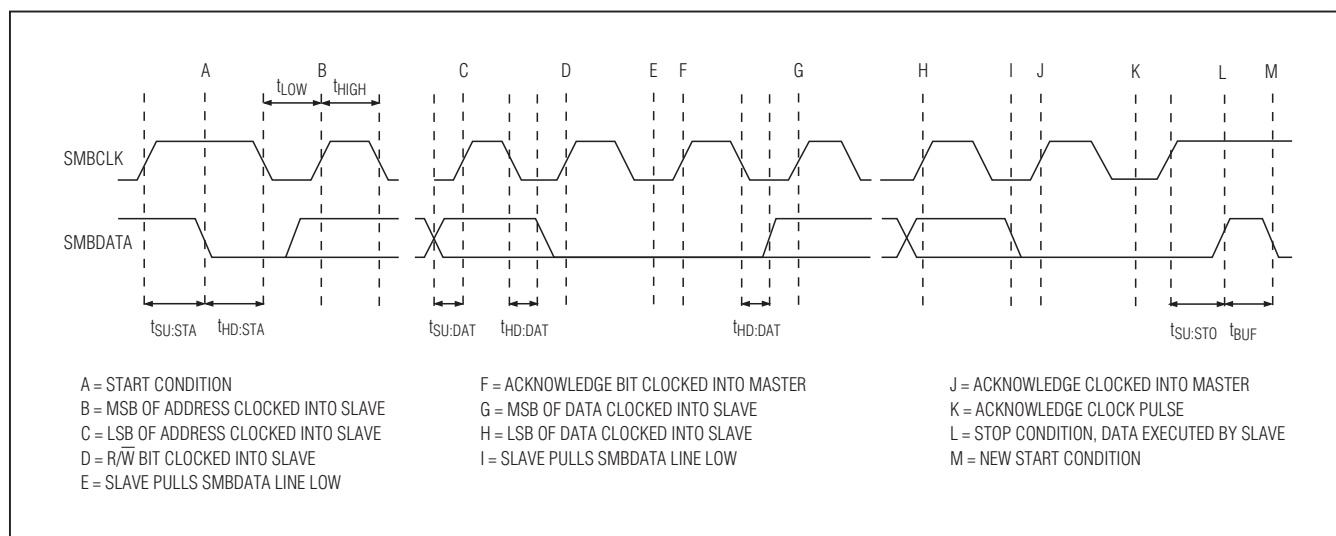 A B C D E F G H I J K L M
tLOW tHIGH
SMBCLK
SMBDATA
tSU:STA tHD:STA tSU:DAT tHD:DAT tHD:DAT tSU:STO tBUF
A = START CONDITION
B = MSB OF ADDRESS CLOCKED INTO SLAVE
C = LSB OF ADDRESS CLOCKED INTO SLAVE
D = R/W̅ BIT CLOCKED INTO SLAVE
E = SLAVE PULLS SMBDATA LINE LOW
F = ACKNOWLEDGE BIT CLOCKED INTO MASTER
G = MSB OF DATA CLOCKED INTO SLAVE
H = LSB OF DATA CLOCKED INTO SLAVE
I = SLAVE PULLS SMBDATA LINE LOW
J = ACKNOWLEDGE CLOCKED INTO MASTER
K = ACKNOWLEDGE CLOCK PULSE
L = STOP CONDITION, DATA EXECUTED BY SLAVE
M = NEW START CONDITION